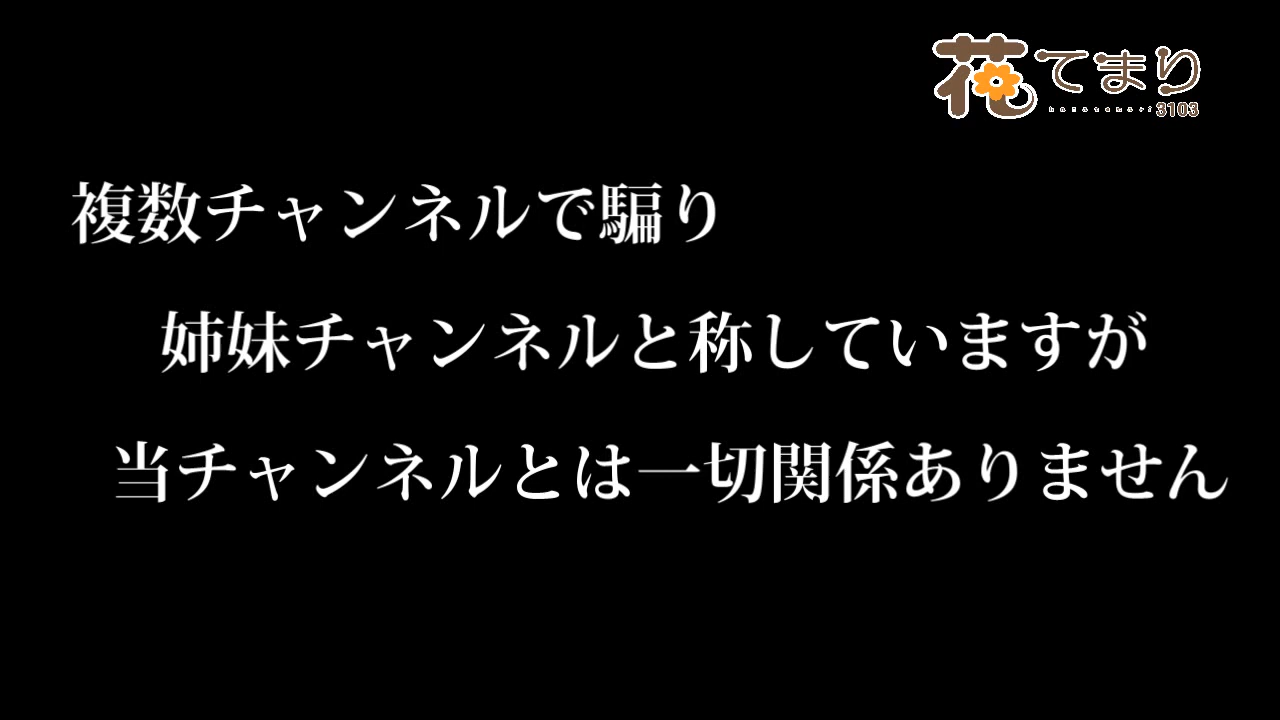 花てまり
3103
複数チャンネルで騙り
姉妹チャンネルと称していますが
当チャンネルとは一切関係ありません